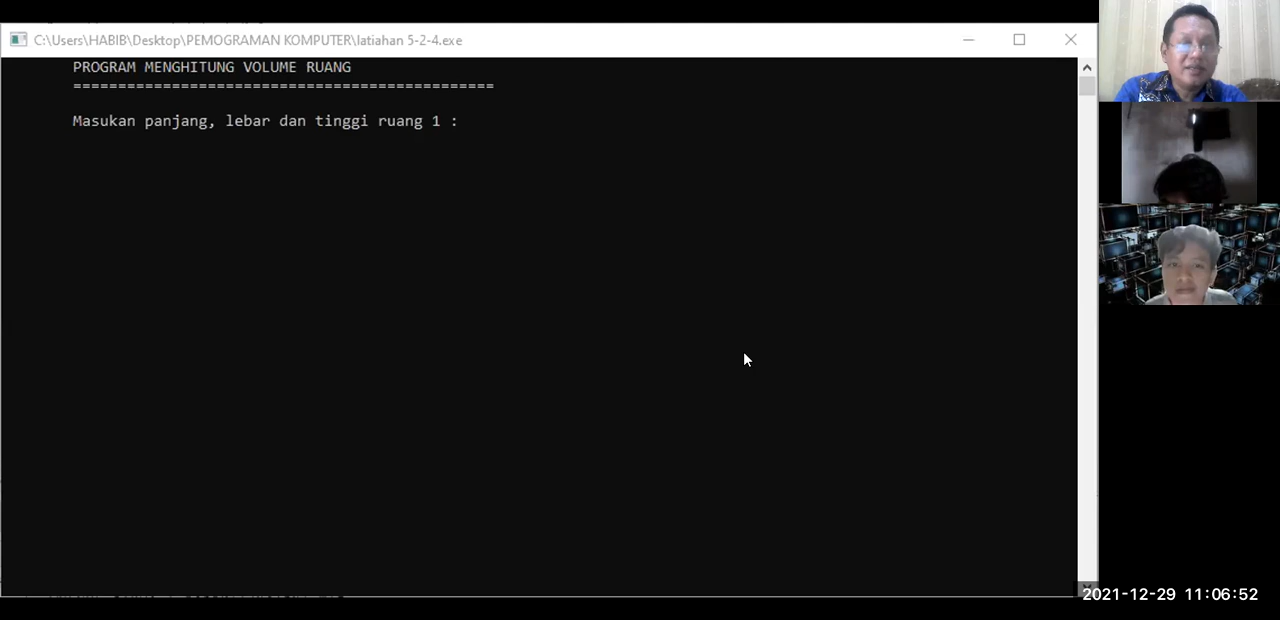 C:\Users\HABIB\Desktop\PEMOGRAMAN KOMPUTER\latiahan 5-2-4.exe
PROGRAM MENGHITUNG VOLUME RUANG
===============================================
Masukan panjang, lebar dan tinggi ruang 1 :
2021-12-29 11:06:52